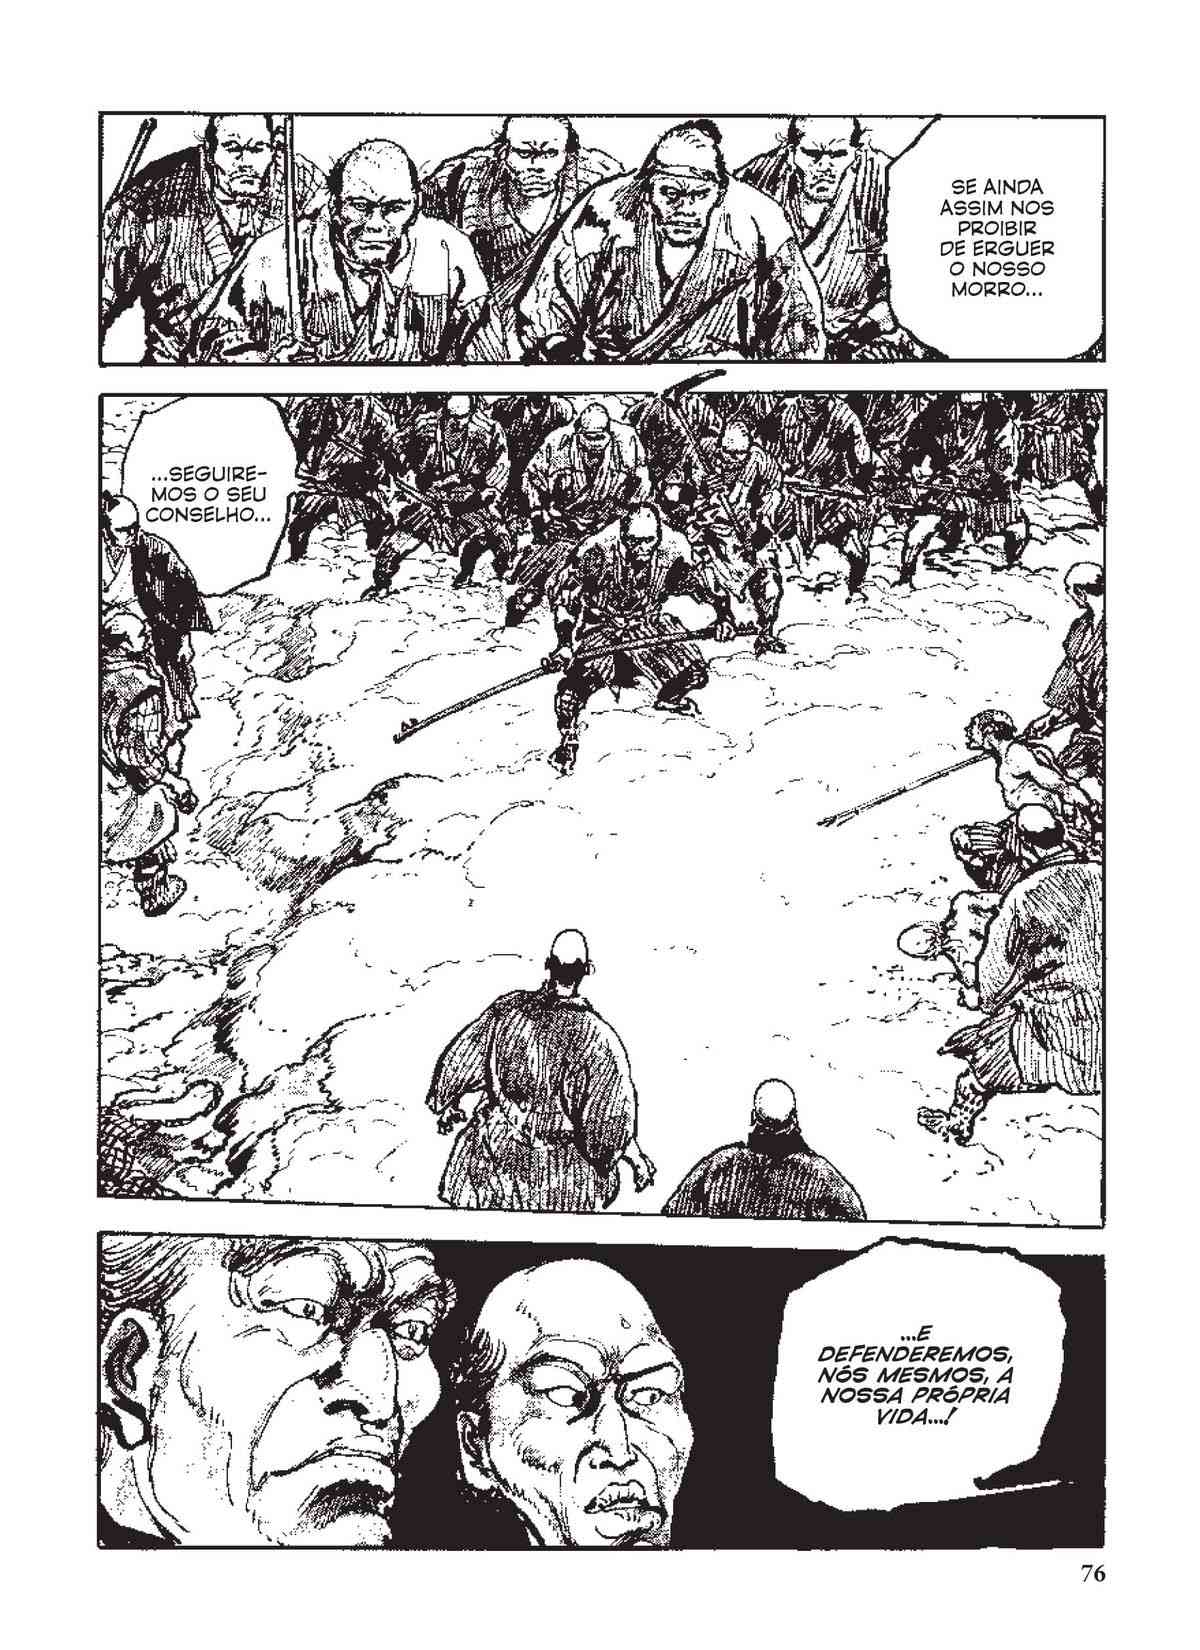 SE AINDA
ASSIM NOS
PROIBIR
DE ERGUER
O NOSSO
MORRO...
...SEGUIRE-
MOS O SEU
CONSELHO...
...E
DEFENDEREMOS,
NÓS MESMOS, A
NOSSA PRÓPRIA
VIDA...!
76